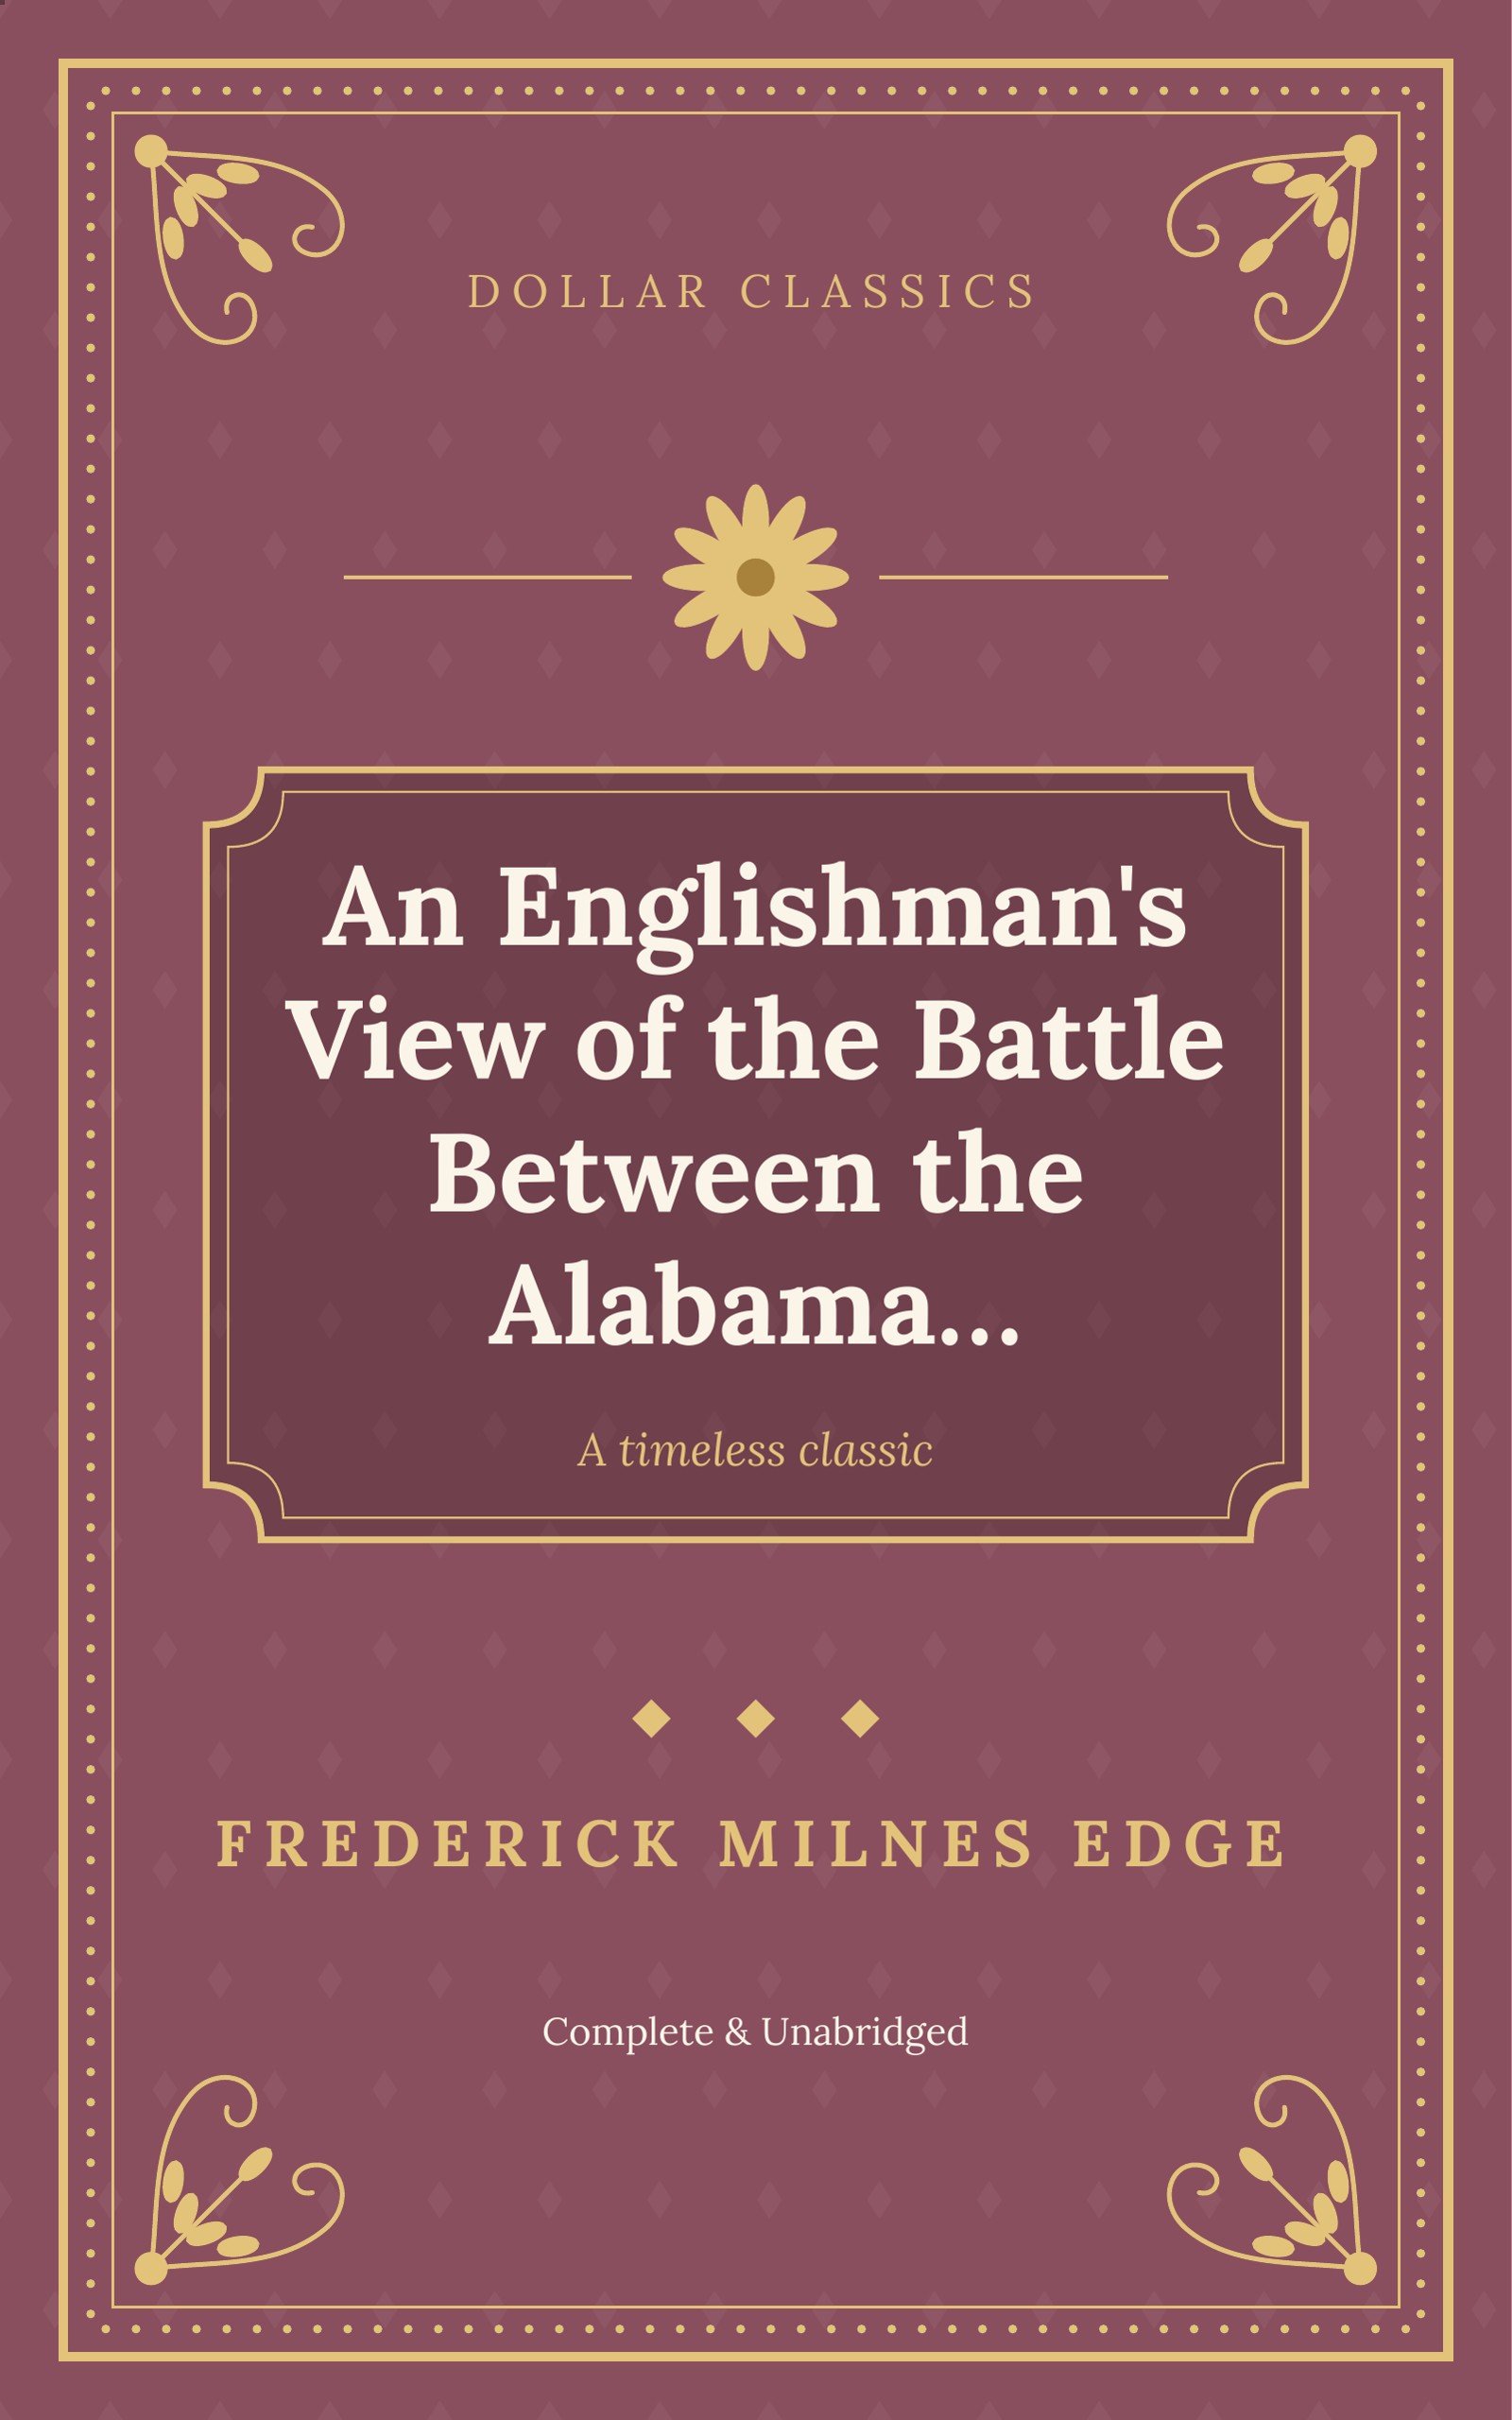 DOLLAR CLASSICS
An Englishman's
View of the Battle
Between the
Alabama...
A timeless classic
FREDERICK MILNES EDGE
Complete & Unabridged